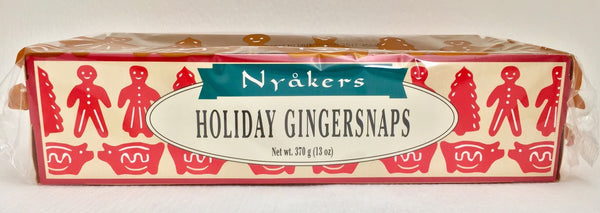 Nyåkers
HOLIDAY GINGERSNAPS
Net wt. 370 g (13 oz)